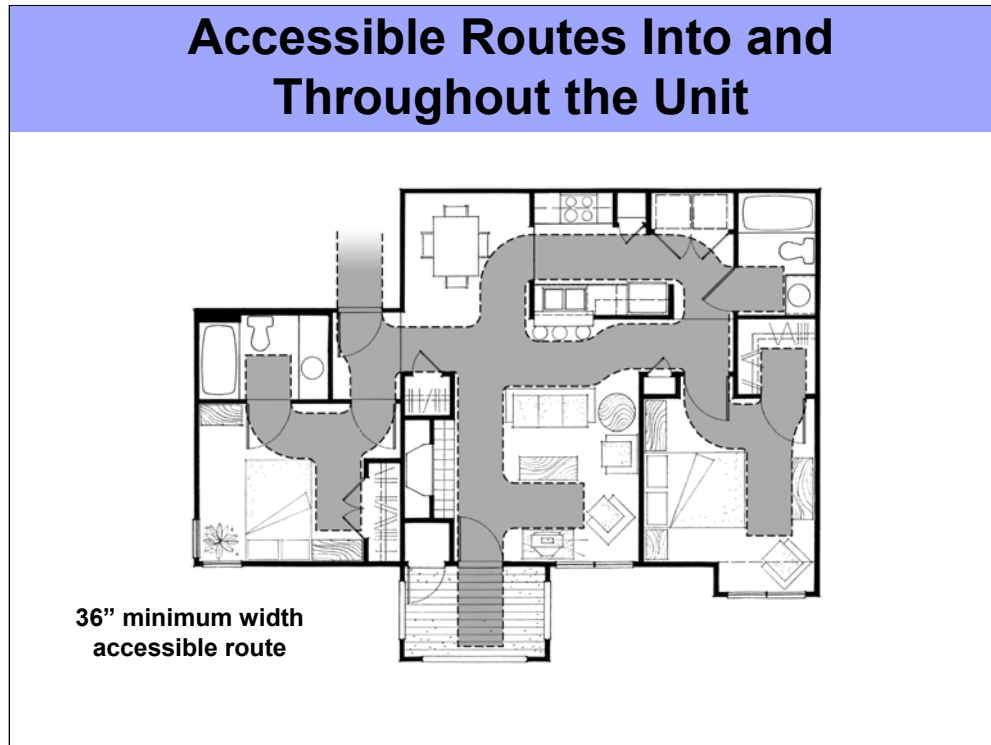 Accessible Routes Into and
Throughout the Unit
36” minimum width
accessible route